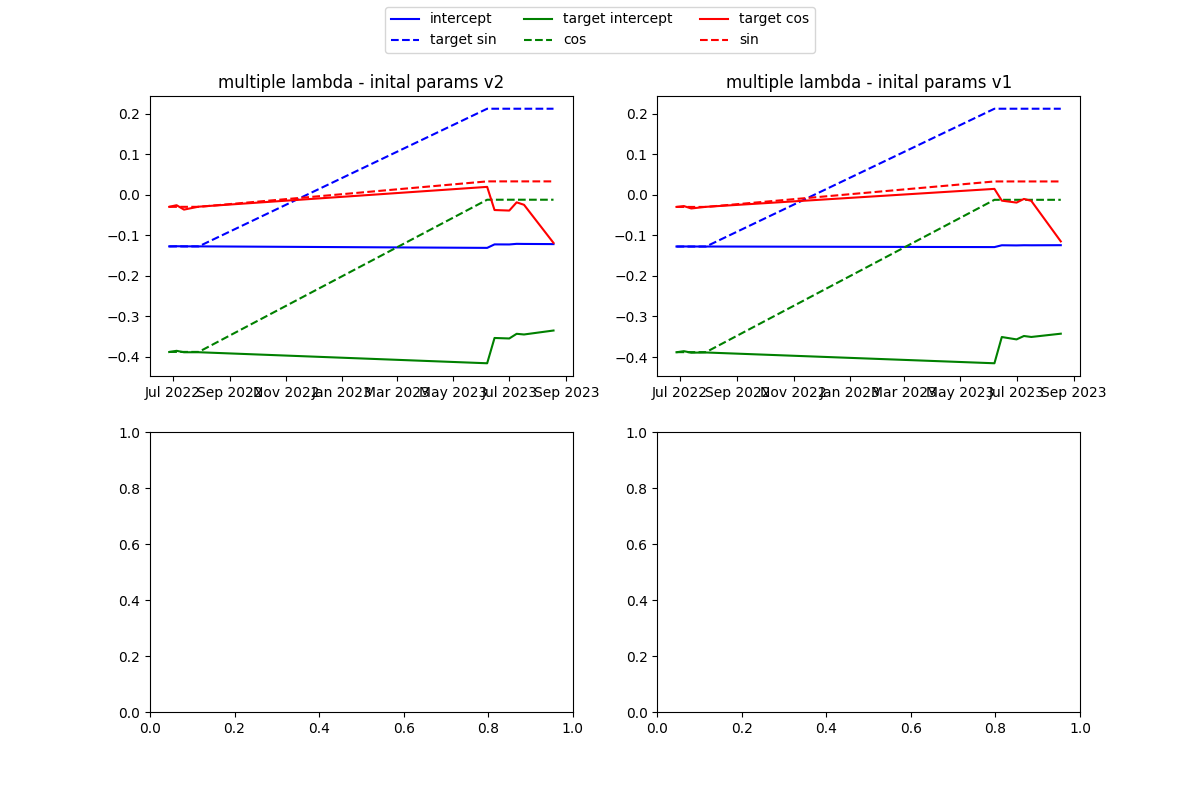 intercept target intercept target cos
target sin cos sin
multiple lambda - inital params v2 multiple lambda - inital params v1
0.2 0.2
0.1 0.1
0.0 0.0
−0.1 −0.1
−0.2 −0.2
−0.3 −0.3
−0.4 −0.4
Jul 2022 Sep 2022 Nov 2022 Jan 2023 Mar 2023 May 2023 Jul 2023 Sep 2023 Jul 2022 Sep 2022 Nov 2022 Jan 2023 Mar 2023 May 2023 Jul 2023 Sep 2023
1.0 1.0
0.8 0.8
0.6 0.6
0.4 0.4
0.2 0.2
0.0 0.0
0.0 0.2 0.4 0.6 0.8 1.0 0.0 0.2 0.4 0.6 0.8 1.0